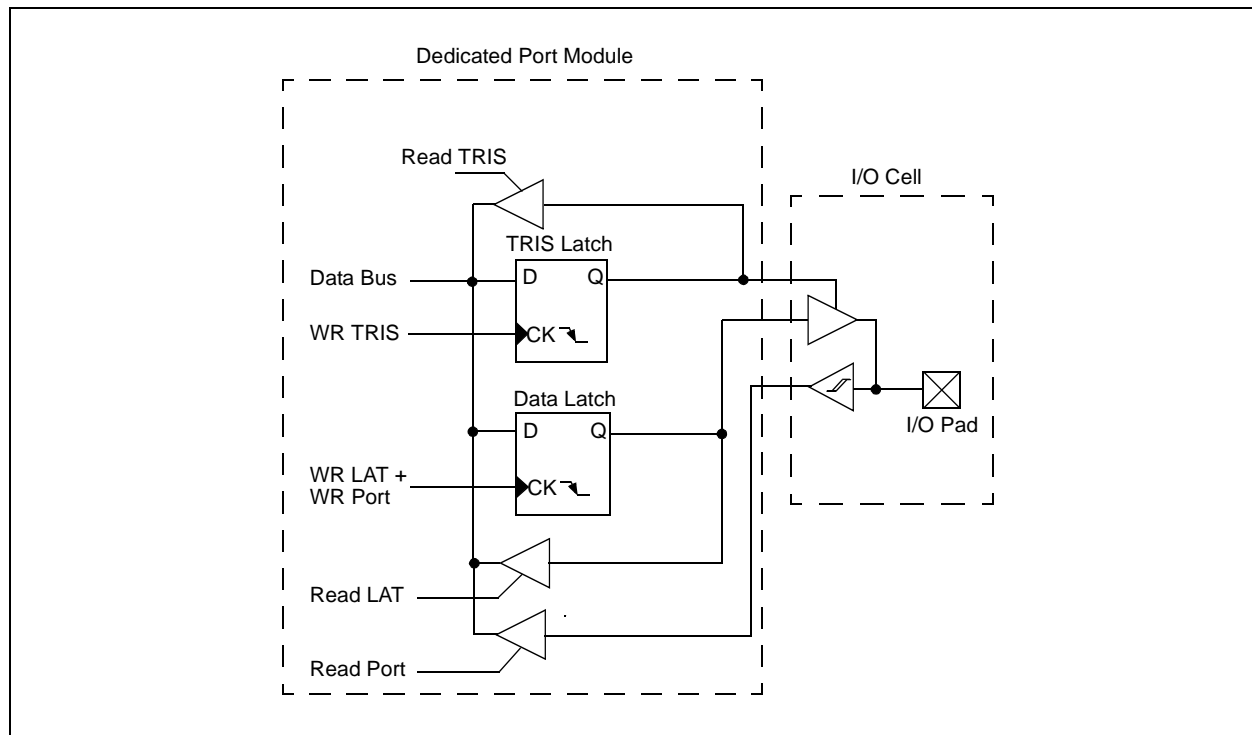 Dedicated Port Module
Read TRIS
I/O Cell
TRIS Latch
Data Bus
D
Q
WR TRIS
CK
Data Latch
I/O Pad
D
Q
WR LAT +
WR Port
CK
Read LAT
Read Port